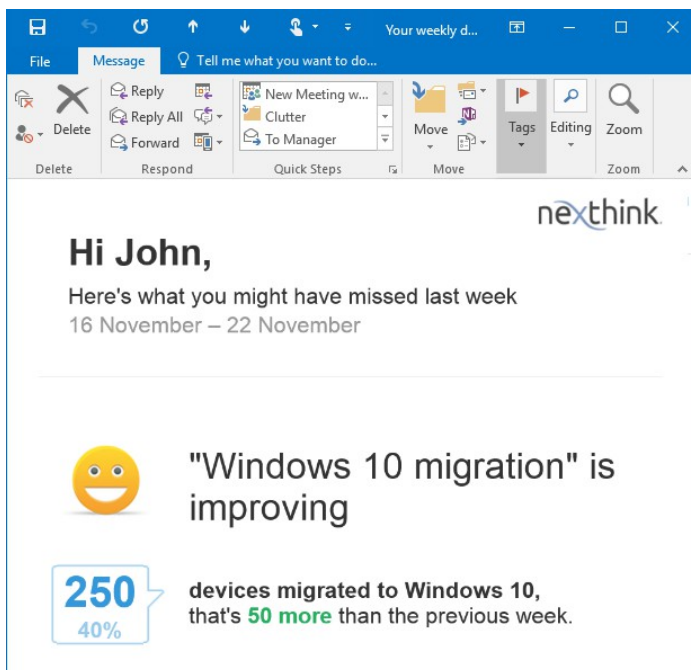 Your weekly d...
File Message Tell me what you want to do...
Delete
Reply
Reply All
Forward
New Meeting w...
Clutter
To Manager
Move
Tags
Editing
Zoom
Delete Respond Quick Steps Move Zoom
nexthink
Hi John,
Here's what you might have missed last week
16 November – 22 November
"Windows 10 migration" is
improving
250
40%
devices migrated to Windows 10,
that's 50 more than the previous week.